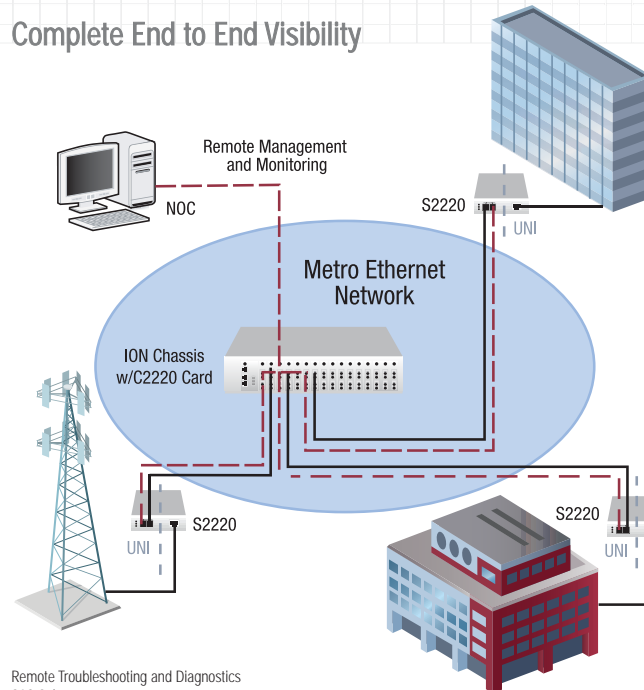 Complete End to End Visibility
Remote Management
and Monitoring
NOC
S2220
UNI
Metro Ethernet
Network
ION Chassis
w/C2220 Card
S2220
UNI
S2220
UNI
Remote Troubleshooting and Diagnostics